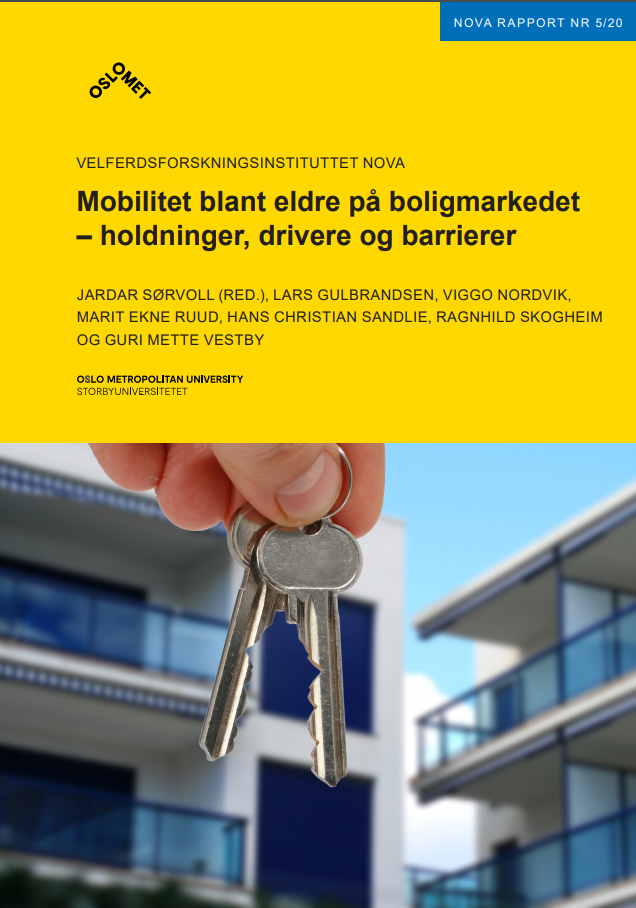 NOVA RAPPORT NR 5/20
OSLOMET
VELFERDSFORSKNINGSINSTITUTTET NOVA
Mobilitet blant eldre på boligmarkedet
– holdninger, drivere og barrierer
JARDAR SØRVOLL (RED.), LARS GULBRANDSEN, VIGGO NORDVIK,
MARIT EKNE RUUD, HANS CHRISTIAN SANDLIE, RAGNHILD SKOGHEIM
OG GURI METTE VESTBY
OSLO METROPOLITAN UNIVERSITY
STORBYUNIVERSITETET